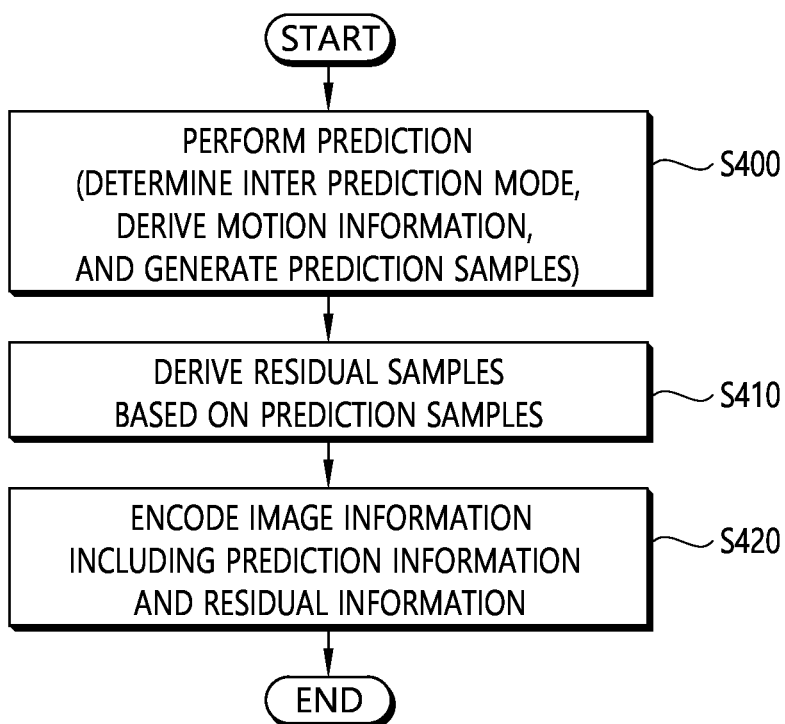 START
PERFORM PREDICTION
(DETERMINE INTER PREDICTION MODE,
DERIVE MOTION INFORMATION,
AND GENERATE PREDICTION SAMPLES)
S400
DERIVE RESIDUAL SAMPLES
BASED ON PREDICTION SAMPLES
S410
ENCODE IMAGE INFORMATION
INCLUDING PREDICTION INFORMATION
AND RESIDUAL INFORMATION
S420
END